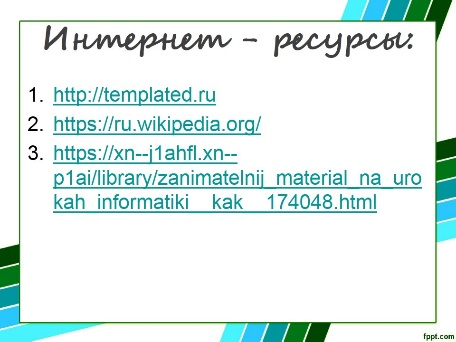 Интернет - ресурсы:
1. http://templated.ru
2. https://ru.wikipedia.org/
3. https://xn--j1ahfl.xn--
p1ai/library/zanimatelnij_material_na_uro
kah_informatiki__kak__174048.html
fppt.com